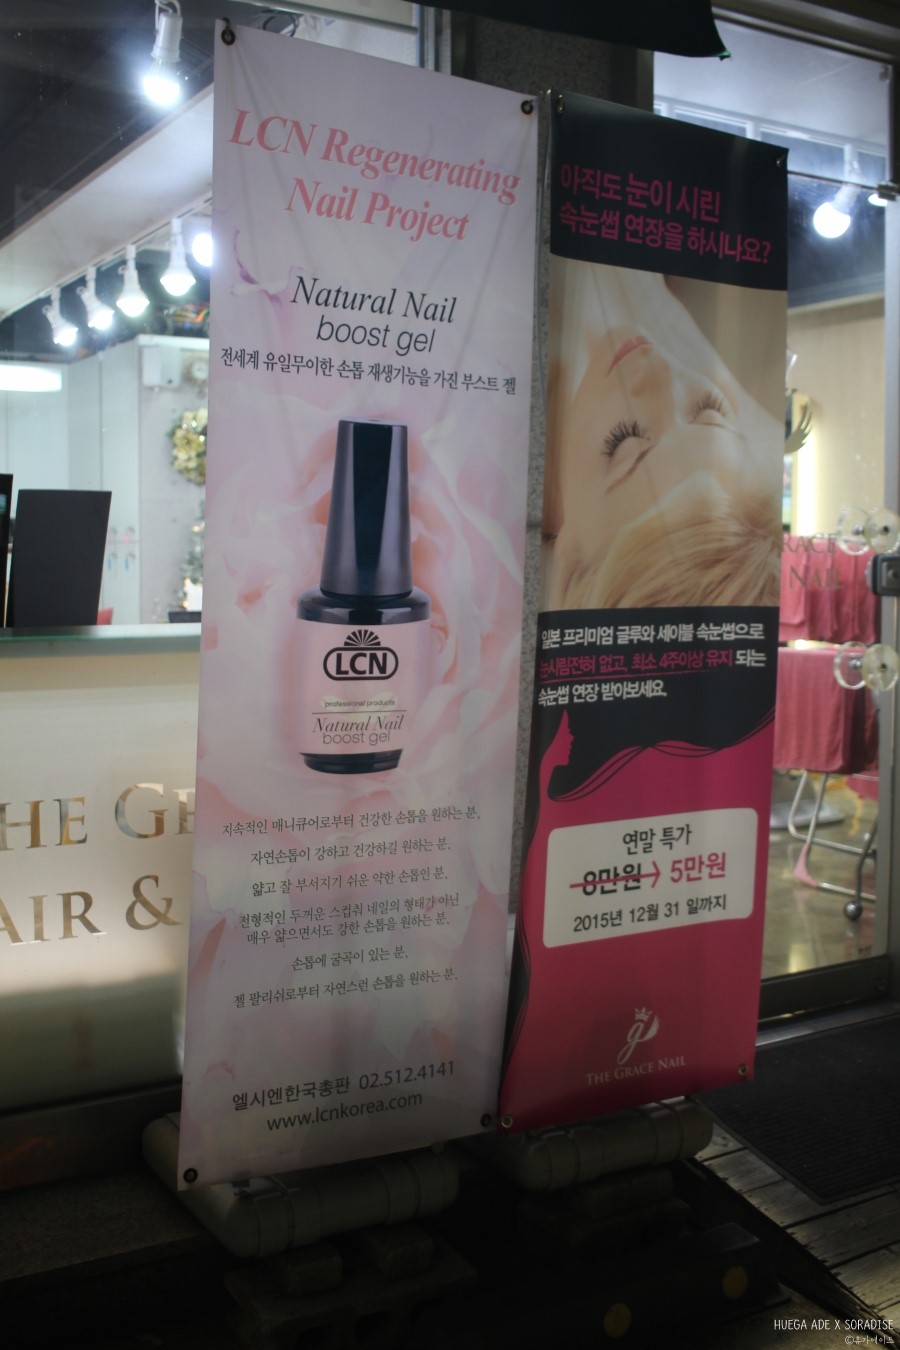 LCN Regenerating
Nail Project
Natural Nail
boost gel
전세계 유일무이한 손톱 재생기능을 가진 부스트 젤
LCN
professional products
Natural Nail
boost gel
지속적인 매니큐어로부터 건강한 손톱을 원하는 분,
자연손톱이 강하고 건강하길 원하는 분.
얇고 잘 부서지기 쉬운 약한 손톱인 분,
전형적인 두꺼운 스컬춰 네일의 형태가 아닌
매우 얇으면서도 강한 손톱을 원하는 분,
손톱에 굴곡이 있는 분,
젤 팔리쉬로부터 자연스런 손톱을 원하는 분.
엘시엔한국총판 02.512.4141
www.lcnkorea.com
아직도 눈이 시린
속눈썹 연장을 하시나요?
일본 프리미엄 글루와 세이블 속눈썹으로
눈시림전혀 없고, 최소 4주이상 유지 되는
속눈썹 연장 받아보세요.
연말 특가
8만원→ 5만원
2015년 12월 31 일까지
g
THE GRACE NAIL
THE GR
AIR &
RACE
NAIL
HUEGA ADE X SORADISE
©휴가에이드